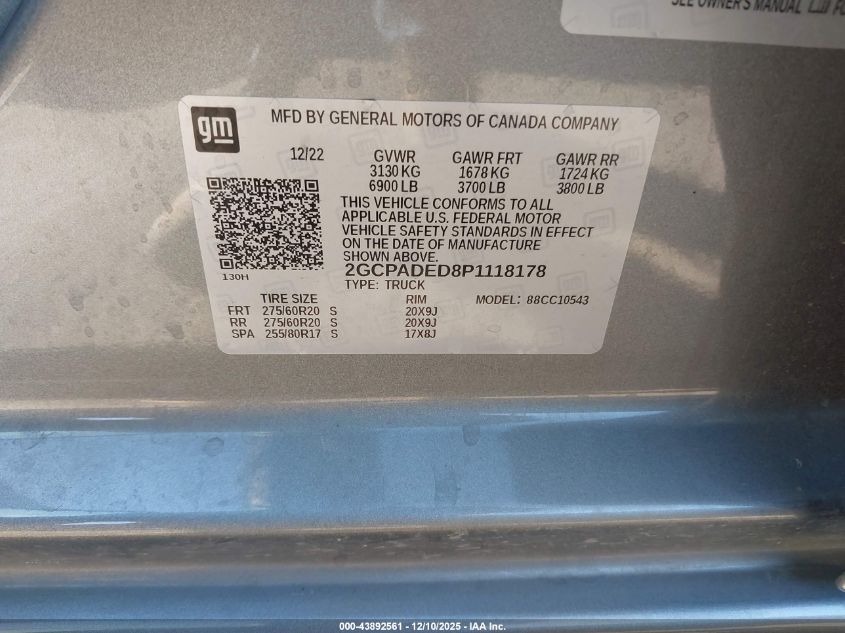 SEE OWNER'S MANUAL
gm
MFD BY GENERAL MOTORS OF CANADA COMPANY
12/22 GVWR GAWR FRT GAWR RR
3130 KG 1678 KG 1724 KG
6900 LB 3700 LB 3800 LB
THIS VEHICLE CONFORMS TO ALL
APPLICABLE U.S. FEDERAL MOTOR
VEHICLE SAFETY STANDARDS IN EFFECT
ON THE DATE OF MANUFACTURE
SHOWN ABOVE.
130H
2GCPADED8P1118178
TYPE: TRUCK
TIRE SIZE RIM MODEL: 88CC10543
FRT 275/60R20 S 20X9J
RR 275/60R20 S 20X9J
SPA 255/80R17 S 17X8J
000-43892561 - 12/10/2025 - IAA Inc.